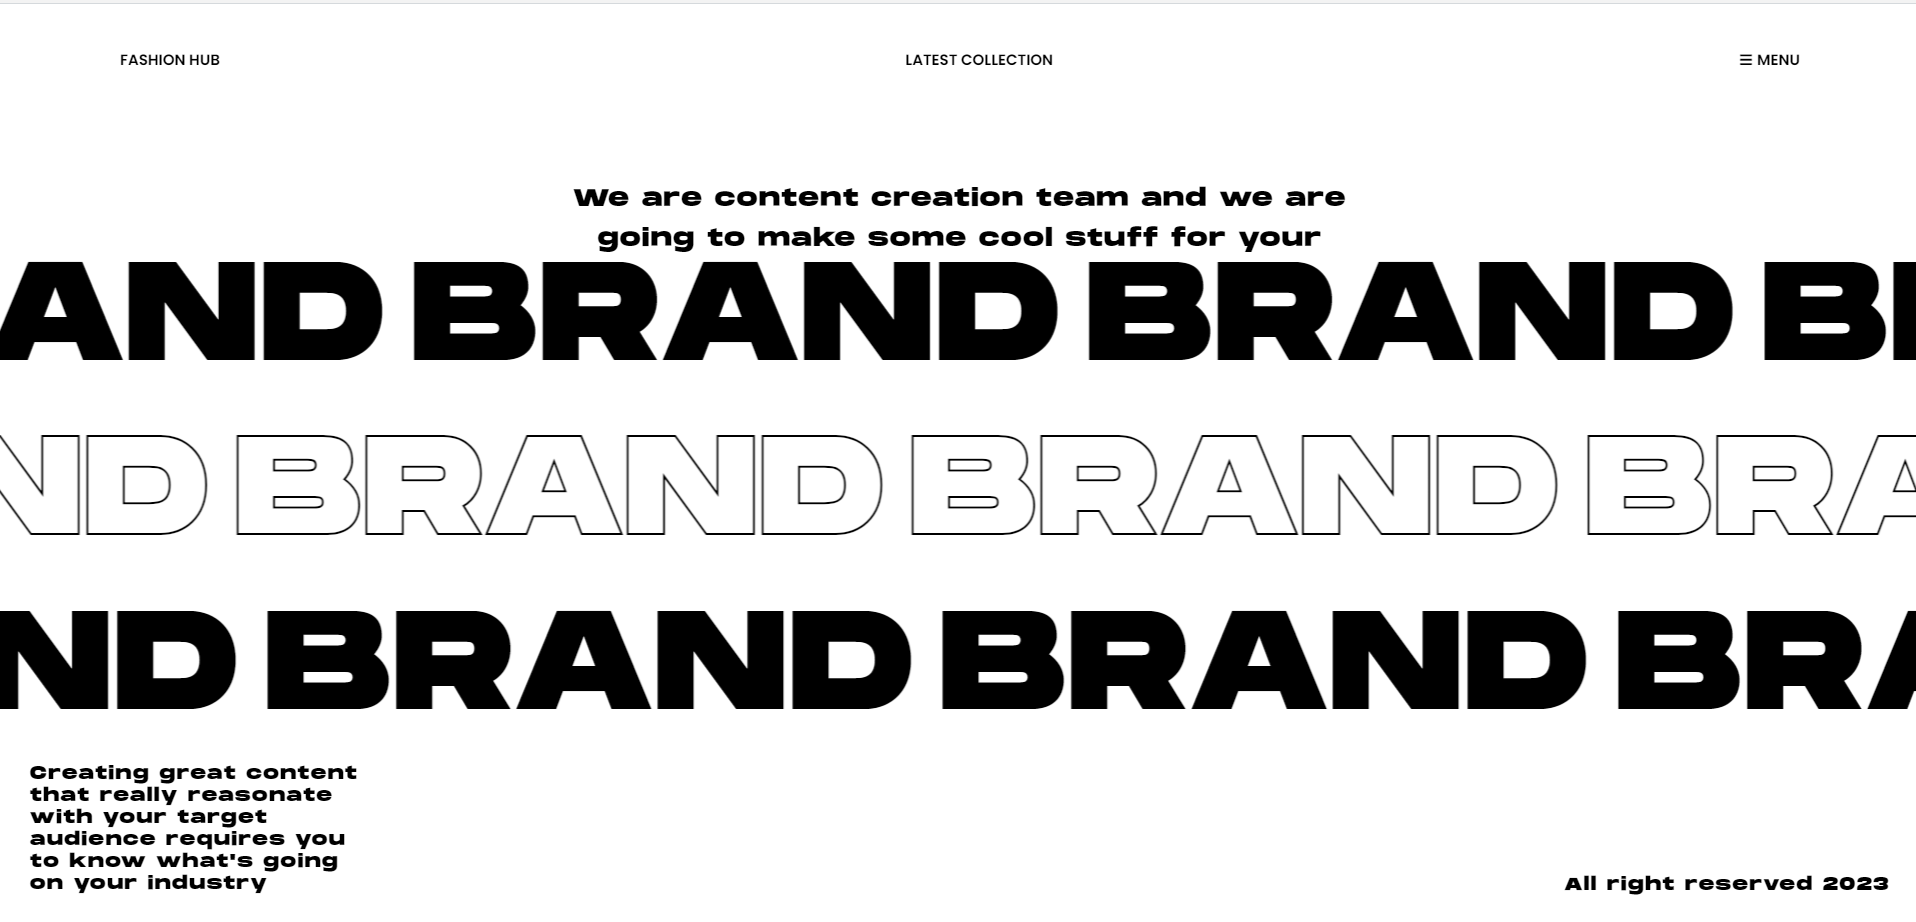 FASHION HUB
LATEST COLLECTION
☰ MENU
We are content creation team and we are
going to make some cool stuff for your
AND BRAND BRAND B
ND BRAND BRAND BRA
ND BRAND BRAND BRA
Creating great content
that really reasonate
with your target
audience requires you
to know what's going
on your industry
All right reserved 2023